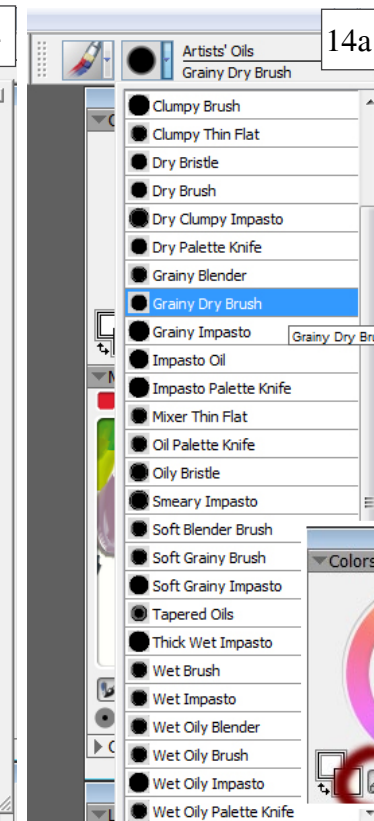 14a
Artists' Oils
Grainy Dry Brush
Clumpy Brush
Clumpy Thin Flat
Dry Bristle
Dry Brush
Dry Clumpy Impasto
Dry Palette Knife
Grainy Blender
Grainy Dry Brush
Grainy Impasto
Grainy Dry Bru
Impasto Oil
Impasto Palette Knife
Mixer Thin Flat
Oil Palette Knife
Oily Bristle
Smeary Impasto
Soft Blender Brush
Soft Grainy Brush
Colors
Soft Grainy Impasto
Tapered Oils
Thick Wet Impasto
Wet Brush
Wet Impasto
Wet Oily Blender
Wet Oily Brush
Wet Oily Impasto
Wet Oily Palette Knife